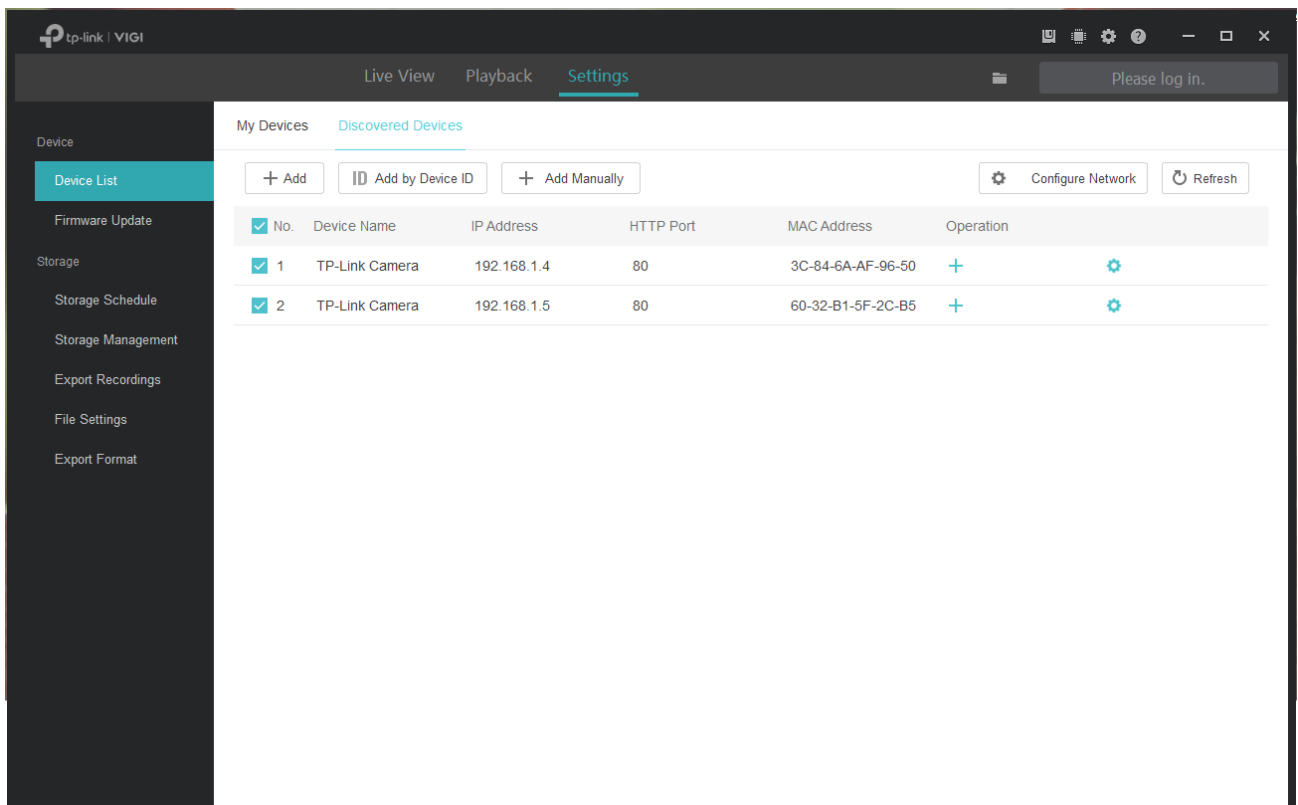 tp-link | VIGI
Live View Playback Settings Please log in.
Device
Device List
Firmware Update
Storage
Storage Schedule
Storage Management
Export Recordings
File Settings
Export Format
My Devices Discovered Devices
+ Add ID Add by Device ID + Add Manually Configure Network Refresh
No. Device Name IP Address HTTP Port MAC Address Operation
1 TP-Link Camera 192.168.1.4 80 3C-84-6A-AF-96-50 +
2 TP-Link Camera 192.168.1.5 80 60-32-B1-5F-2C-B5 +